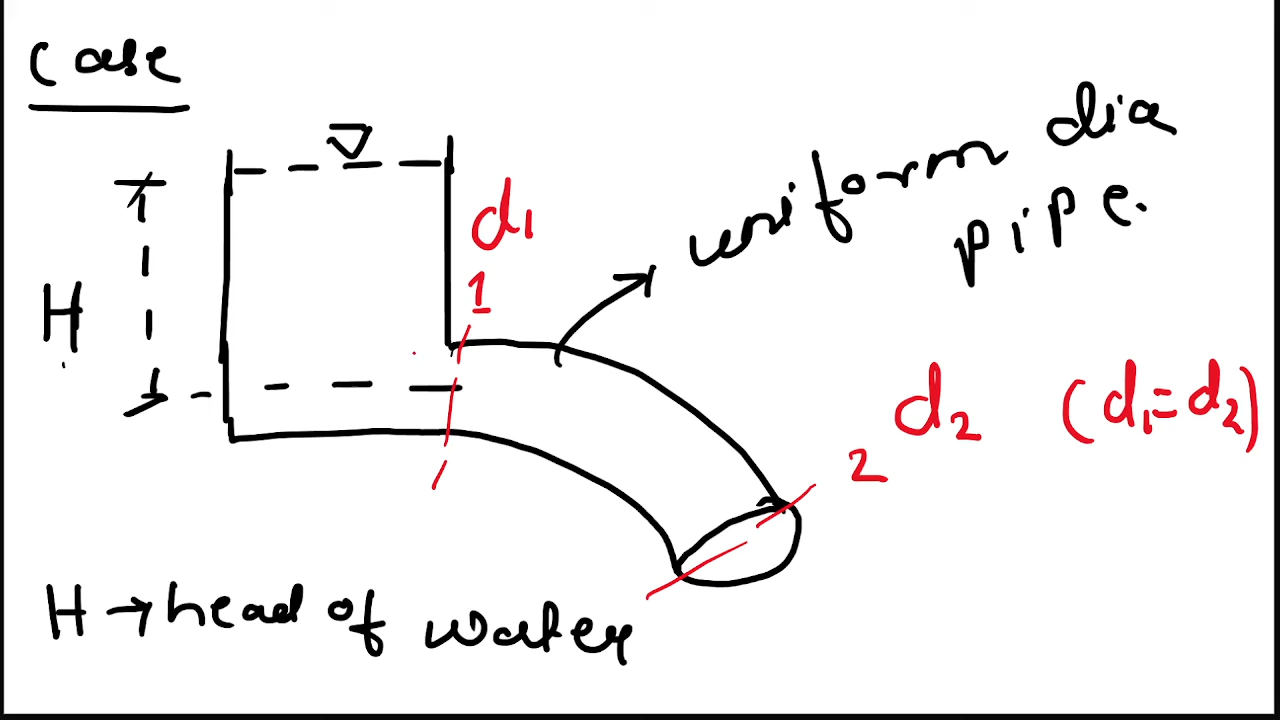 case
uniform dia
pipe.
d1
1
H
d2 (d1=d2)
2
H → head of water